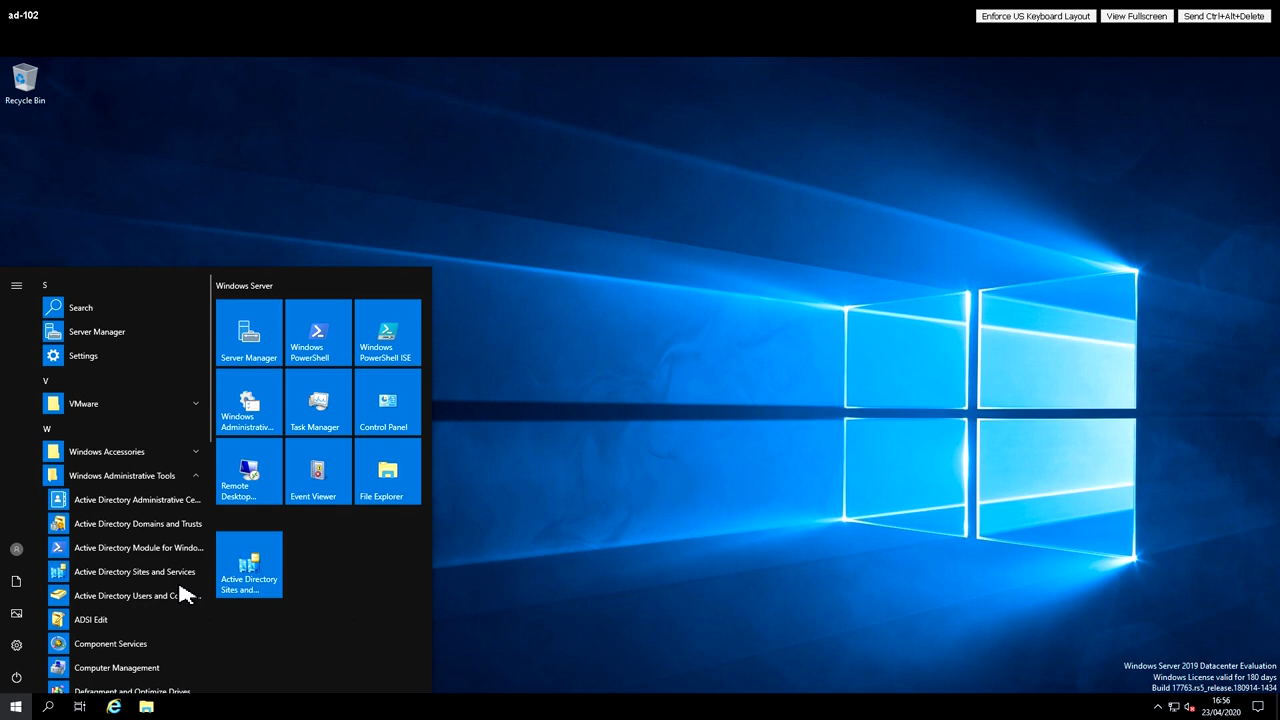 ad-102
Enforce US Keyboard Layout
View Fullscreen
Send Ctrl+Alt+Delete
Recycle Bin
S
Search
Server Manager
Settings
V
VMware
W
Windows Accessories
Windows Administrative Tools
Active Directory Administrative Ce...
Active Directory Domains and Trusts
Active Directory Module for Windo...
Active Directory Sites and Services
Active Directory Users and
ADSI Edit
Component Services
Computer Management
Defragment and Optimize Drives
Windows Server
Server Manager
Windows
PowerShell
Windows
PowerShell ISE
Windows
Administrativ...
Task Manager
Control Panel
Remote
Desktop...
Event Viewer
File Explorer
Active Directory
Sites and...
Windows Server 2019 Datacenter Evaluation
Windows License valid for 180 days
Build 17763.rs5_release.180914-1434
16:56
23/04/2020